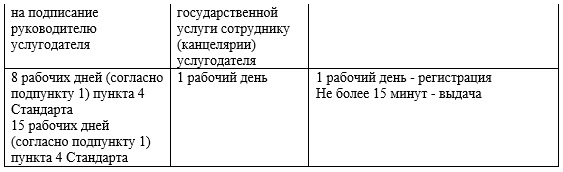 на подписание
руководителю
услугодателя
государственной
услуги сотруднику
(канцелярии)
услугодателя
8 рабочих дней (согласно
подпункту 1) пункта 4
Стандарта
15 рабочих дней
(согласно подпункту 1)
пункта 4 Стандарта
1 рабочий день
1 рабочий день - регистрация
Не более 15 минут - выдача